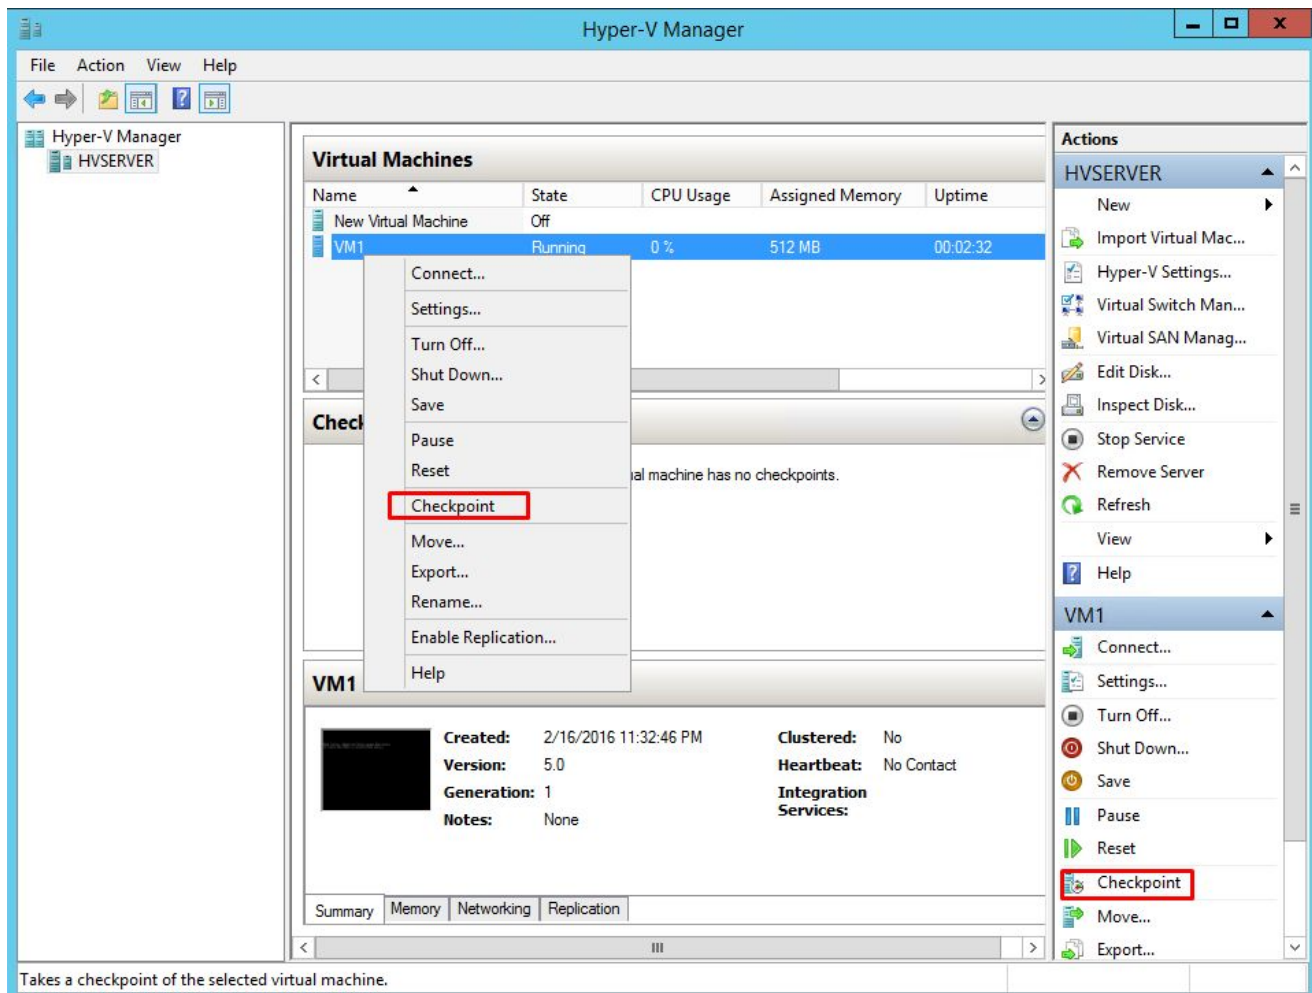 Hyper-V Manager
File Action View Help
Hyper-V Manager
HVSERVER
Virtual Machines
Name State CPU Usage Assigned Memory Uptime
New Virtual Machine Off
VM1 Running 0 % 512 MB 00:02:32
Connect...
Settings...
Turn Off...
Shut Down...
Save
Pause
Reset
Checkpoint
Move...
Export...
Rename...
Enable Replication...
Help
machine has no checkpoints.
VM1
Created: 2/16/2016 11:32:46 PM Clustered: No
Version: 5.0 Heartbeat: No Contact
Generation: 1 Integration
Services:
Notes: None
Summary Memory Networking Replication
Actions
HVSERVER
New
Import Virtual Mac...
Hyper-V Settings...
Virtual Switch Man...
Virtual SAN Manag...
Edit Disk...
Inspect Disk...
Stop Service
Remove Server
Refresh
View
Help
VM1
Connect...
Settings...
Turn Off...
Shut Down...
Save
Pause
Reset
Checkpoint
Move...
Export...
Takes a checkpoint of the selected virtual machine.